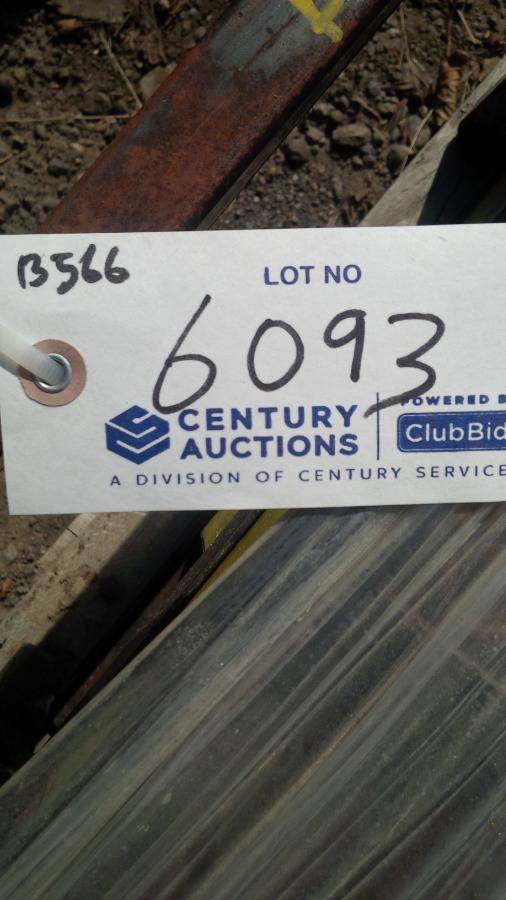 B566
LOT NO
6093
CENTURY
AUCTIONS
POWERED B
ClubBid
A DIVISION OF CENTURY SERVICE